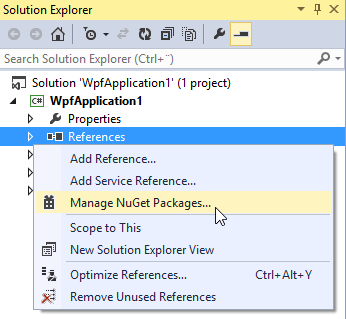 Solution Explorer
Search Solution Explorer (Ctrl+¨)
Solution 'WpfApplication1' (1 project)
C# WpfApplication1
Properties
References
Add Reference...
Add Service Reference...
Manage NuGet Packages...
Scope to This
New Solution Explorer View
Optimize References... Ctrl+Alt+Y
Remove Unused References